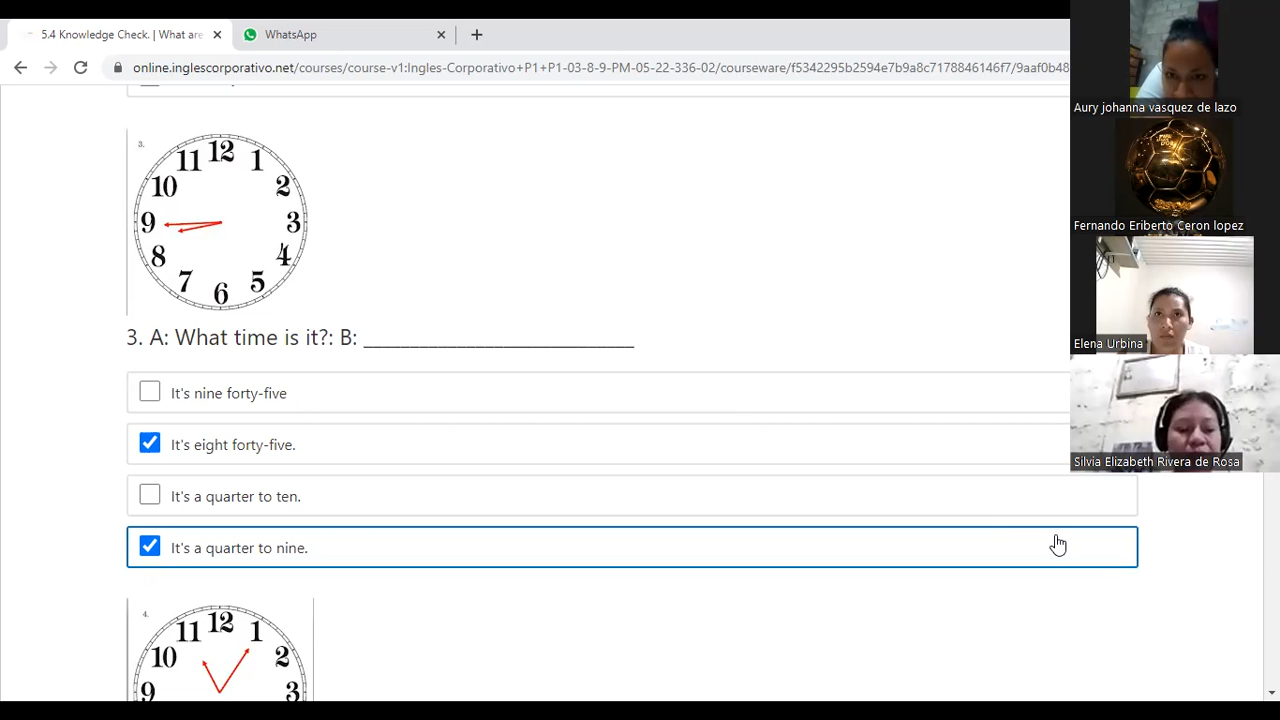 5.4 Knowledge Check. | What are
WhatsApp
online.inglescorporativo.net/courses/course-v1:Ingles-Corporativo+P1+P1-03-8-9-PM-05-22-336-02/courseware/f5342295b2594e7b9a8c7178846146f7/9aaf0b48
Aury johanna vasquez de lazo
Fernando Eriberto Ceron lopez
Elena Urbina
Silvia Elizabeth Rivera de Rosa
3.
12
11 1
10 2
9 3
8 4
7 5
6
3. A: What time is it?: B: ________________________
It's nine forty-five
It's eight forty-five.
It's a quarter to ten.
It's a quarter to nine.
4.
12
11 1
10 2
9 3